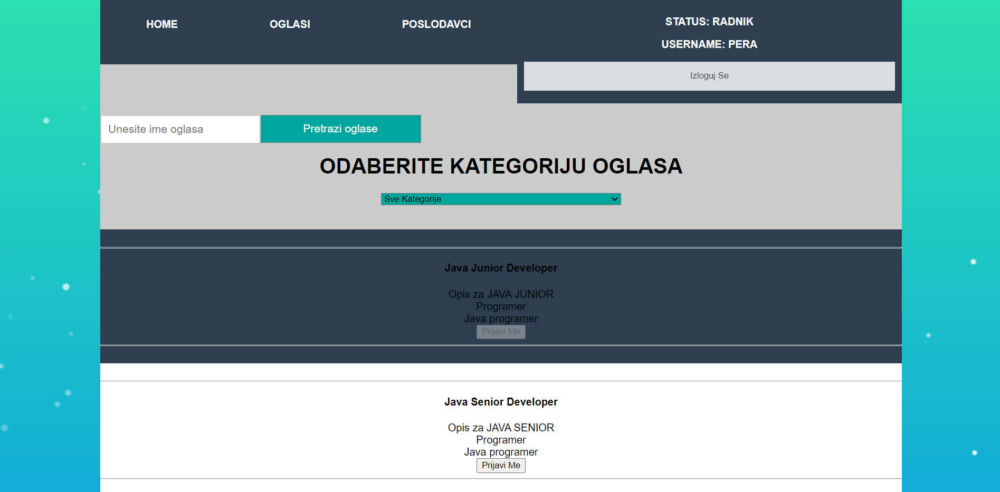 HOME
OGLASI
POSLODAVCI
STATUS: RADNIK
USERNAME: PERA
Izloguj Se
Unesite ime oglasa
Pretrazi oglase
ODABERITE KATEGORIJU OGLASA
Sve Kategorije
Java Junior Developer
Opis za JAVA JUNIOR
Programer
Java programer
Prijavi Me
Java Senior Developer
Opis za JAVA SENIOR
Programer
Java programer
Prijavi Me